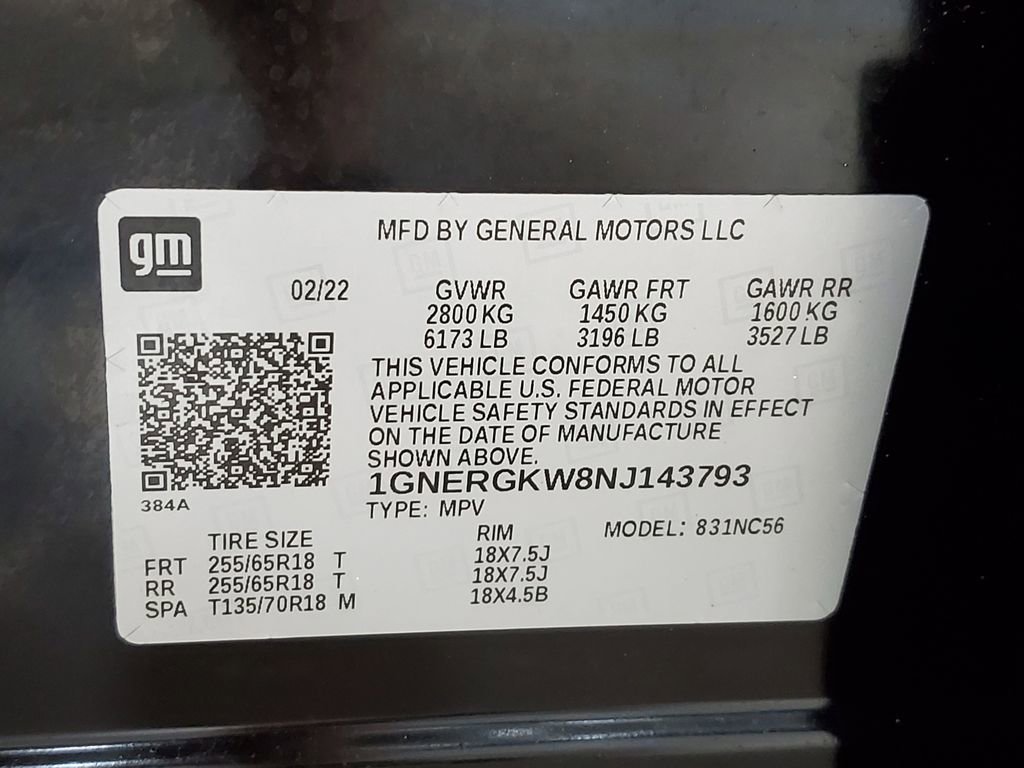 gm
MFD BY GENERAL MOTORS LLC
02/22 GVWR GAWR FRT GAWR RR
2800 KG 1450 KG 1600 KG
6173 LB 3196 LB 3527 LB
THIS VEHICLE CONFORMS TO ALL
APPLICABLE U.S. FEDERAL MOTOR
VEHICLE SAFETY STANDARDS IN EFFECT
ON THE DATE OF MANUFACTURE
SHOWN ABOVE.
1GNERGKW8NJ143793
384A
TYPE: MPV
MODEL: 831NC56
TIRE SIZE RIM
FRT 255/65R18 T 18X7.5J
RR 255/65R18 T 18X7.5J
SPA T135/70R18 M 18X4.5B